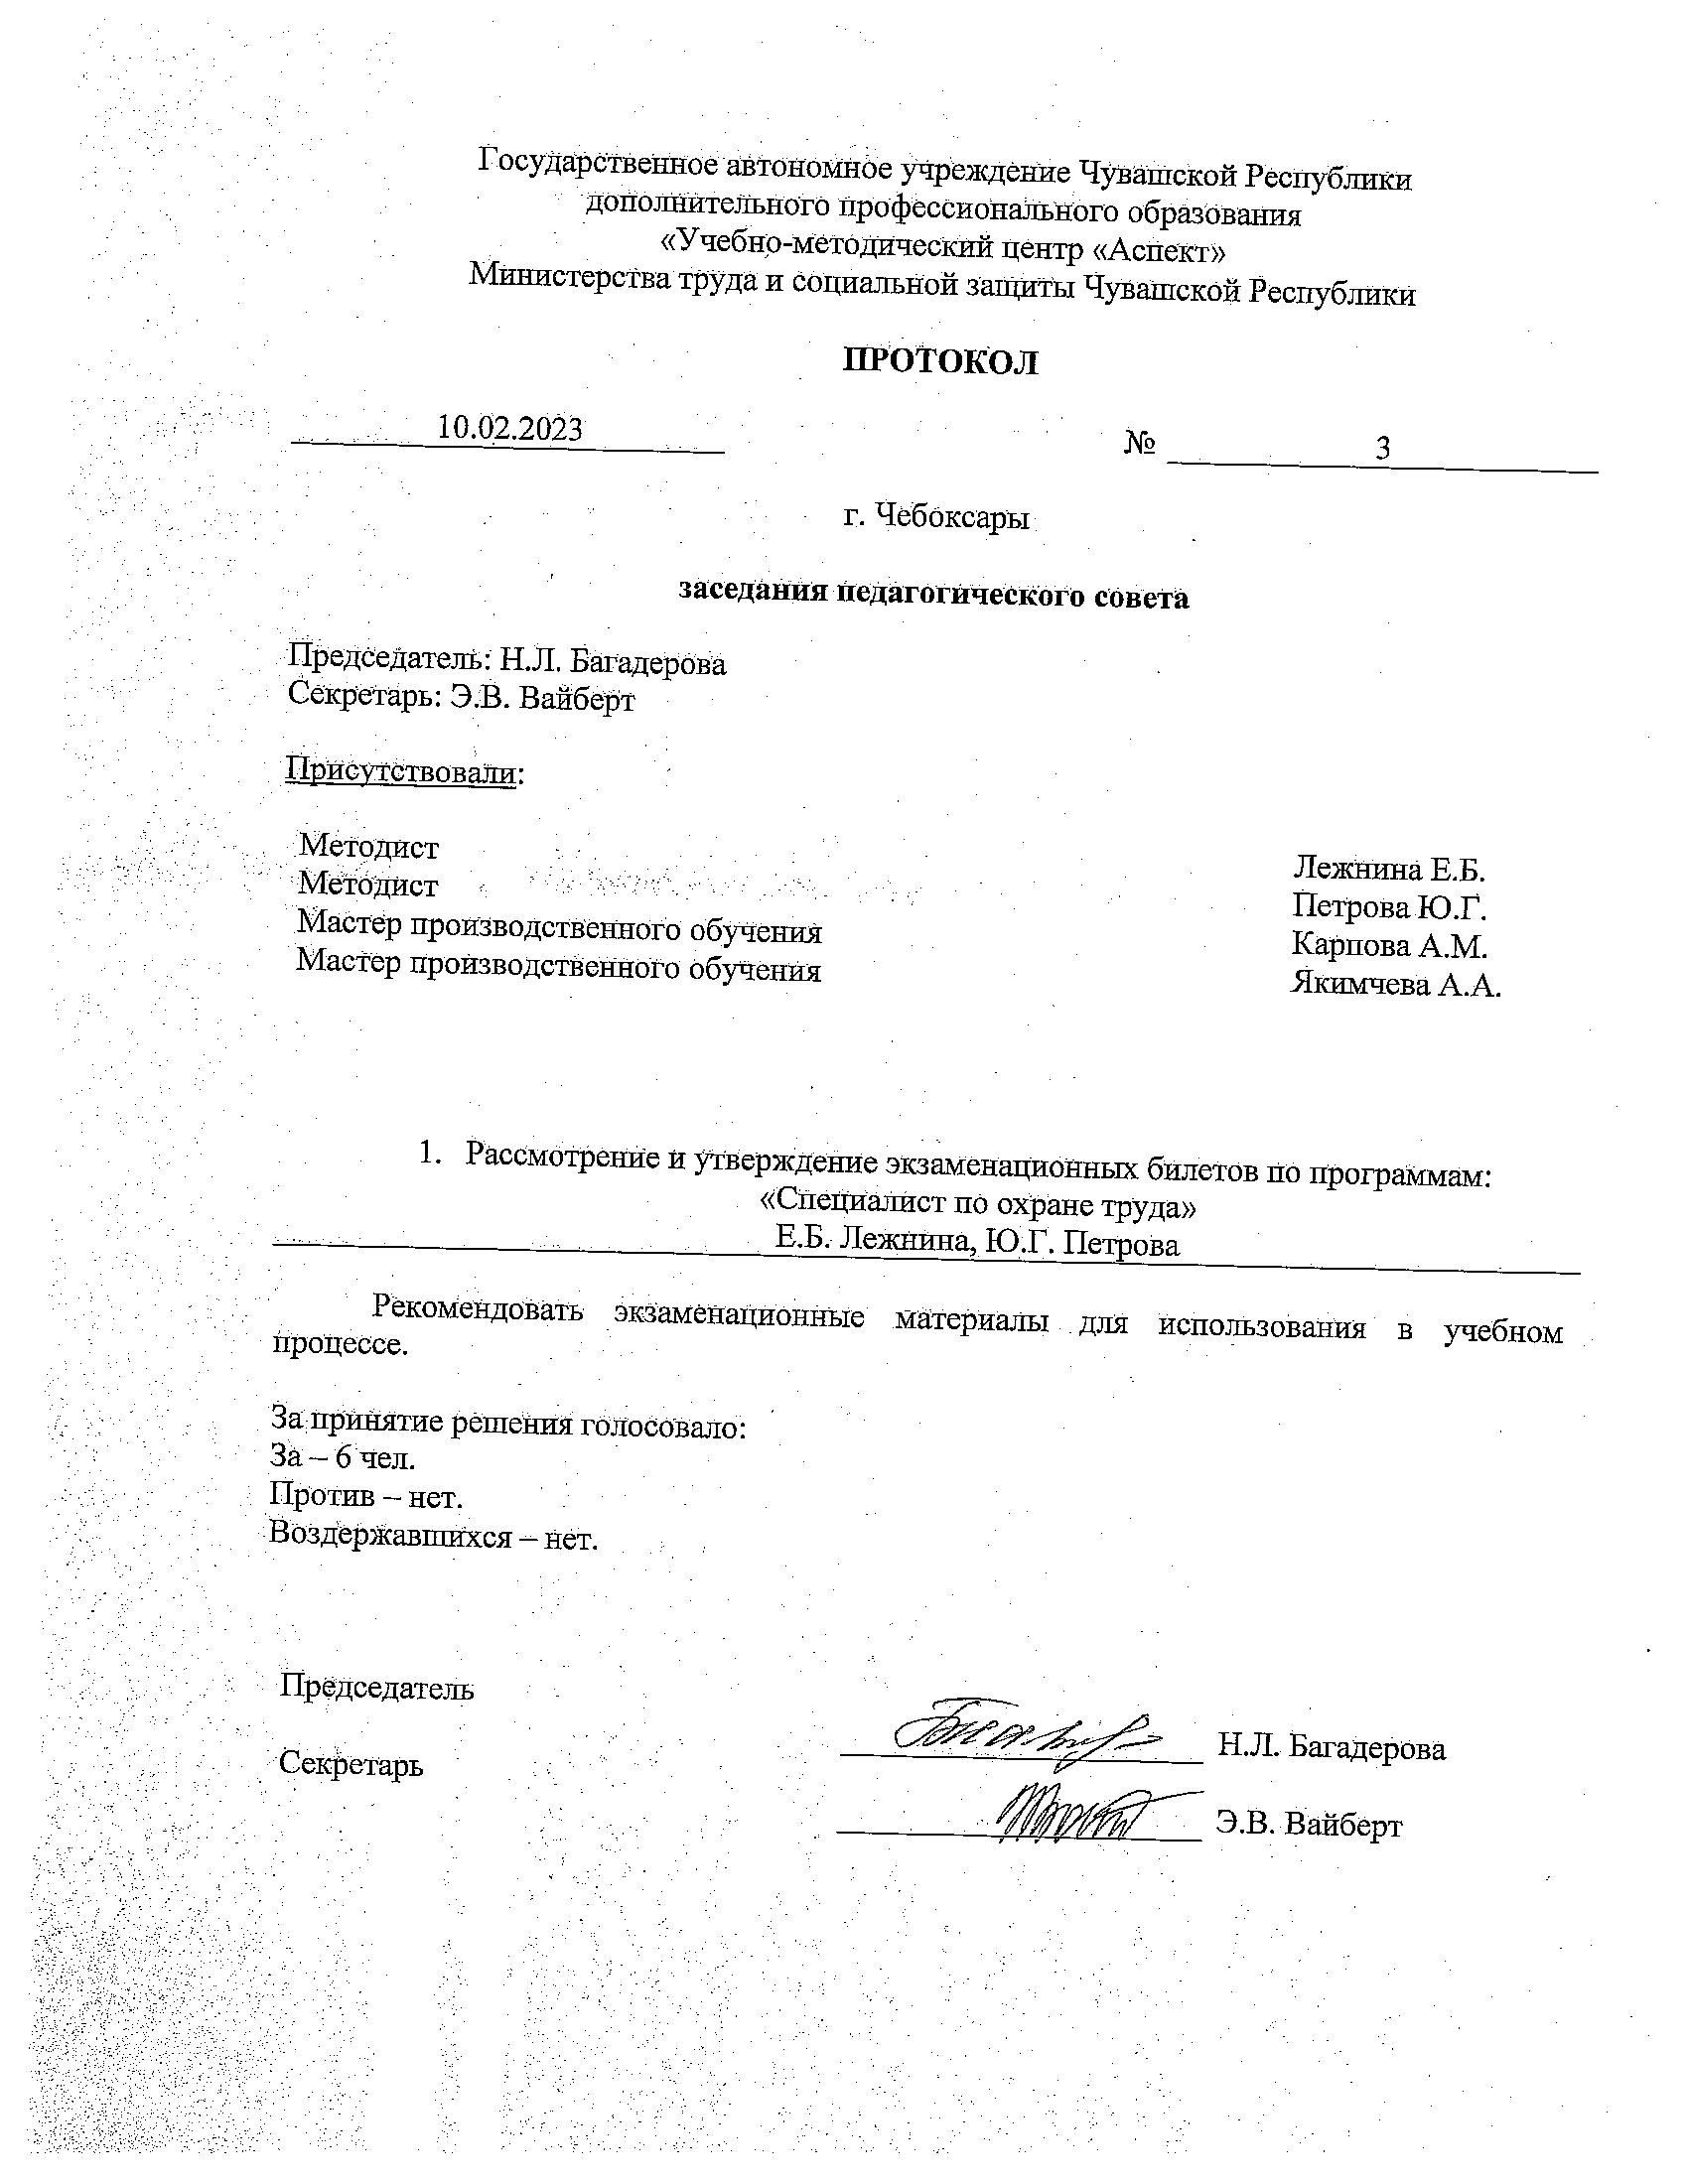 Государственное автономное учреждение Чувашской Республики
дополнительного профессионального образования
«Учебно-методический центр «Аспект»
Министерства труда и социальной защиты Чувашской Республики
ПРОТОКОЛ
10.02.2023 № 3
г. Чебоксары
заседания педагогического совета
Председатель: Н.Л. Багадерова
Секретарь: Э.В. Вайберт
Присутствовали:
Методист Лежнина Е.Б.
Методист Петрова Ю.Г.
Мастер производственного обучения Карпова А.М.
Мастер производственного обучения Якимчева А.А.
1. Рассмотрение и утверждение экзаменационных билетов по программам:
«Специалист по охране труда»
Е.Б. Лежнина, Ю.Г. Петрова
Рекомендовать экзаменационные материалы для использования в учебном
процессе.
За принятие решения голосовало:
За – 6 чел.
Против – нет.
Воздержавшихся – нет.
Председатель Н.Л. Багадерова
Секретарь Э.В. Вайберт